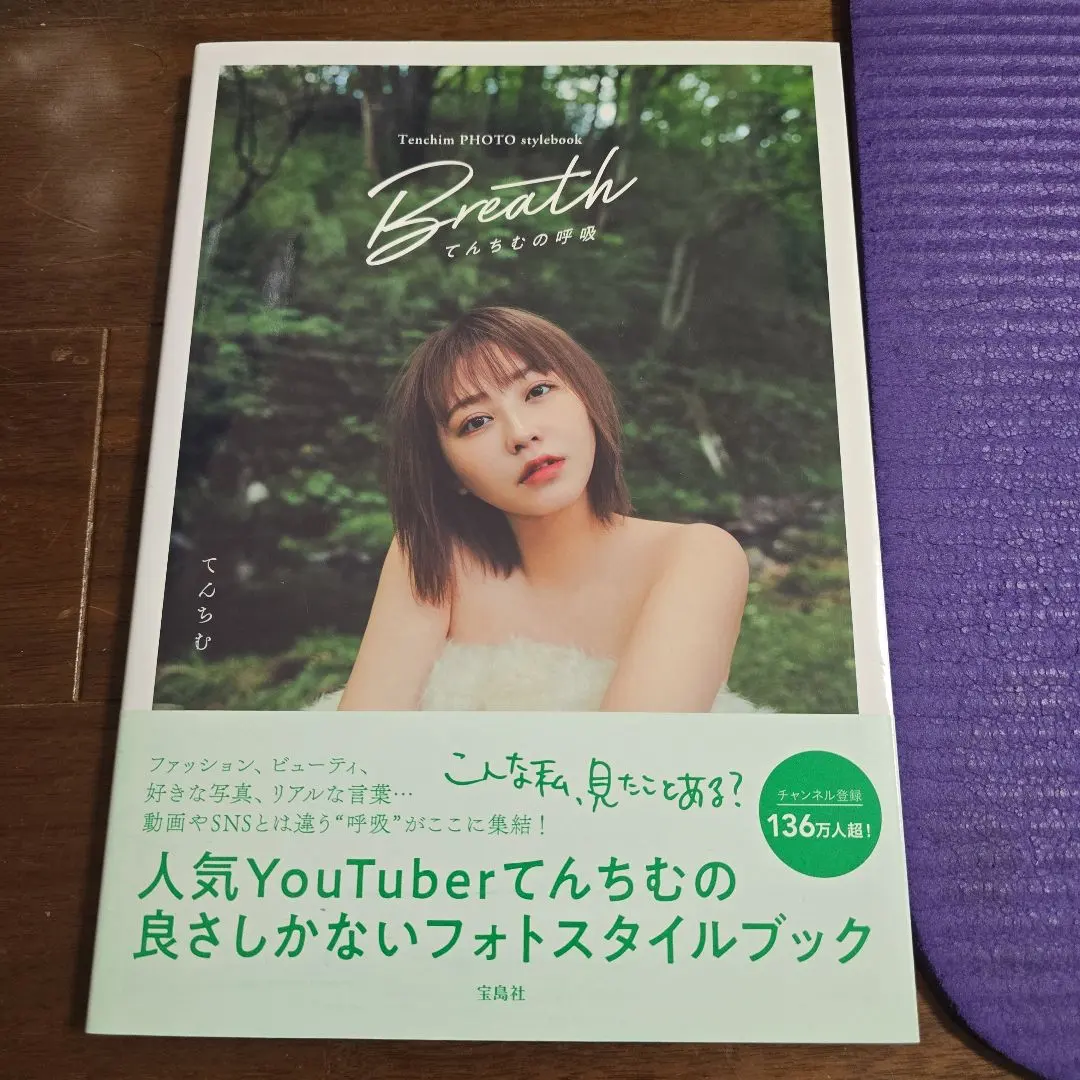 Tenchim PHOTO stylebook
Breath
てんちむの呼吸
てんちむ
ファッション、ビューティ、
好きな写真、リアルな言葉…
動画やSNSとは違う“呼吸”がここに集結！
こんな私、見たことある？
チャンネル登録
136万人超！
人気YouTuberてんちむの
良さしかないフォトスタイルブック
宝島社